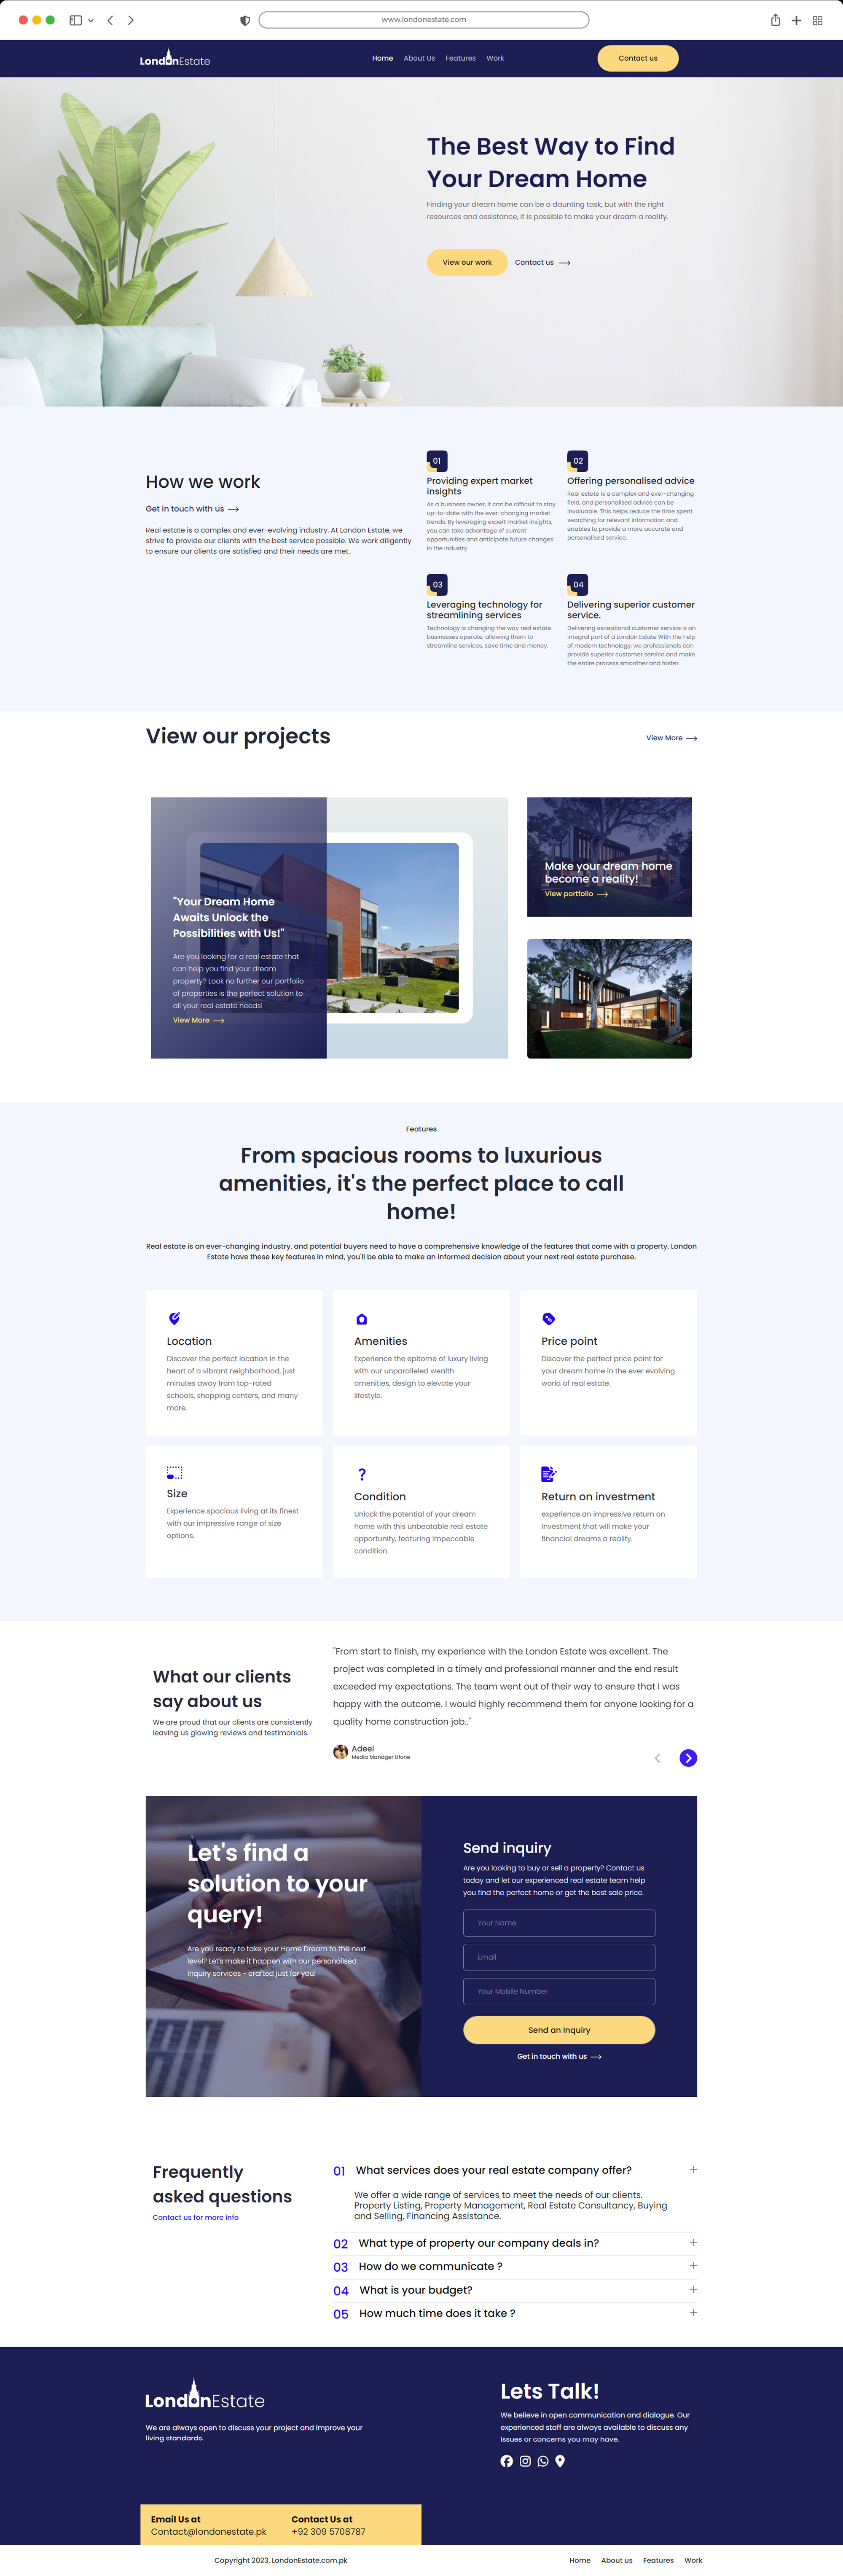 www.londonestate.com
LondonEstate
Home About Us Features Work
Contact us
The Best Way to Find
Your Dream Home
Finding your dream home can be a daunting task, but with the right
resources and assistance, it is possible to make your dream a reality.
View our work
Contact us
How we work
Get in touch with us
Real estate is a complex and ever-evolving industry. At London Estate, we
strive to provide our clients with the best service possible. We work diligently
to ensure our clients are satisfied and their needs are met.
01
Providing expert market
insights
As a business owner, it can be difficult to stay
up-to-date with the ever-changing market
trends. By leveraging expert market insights,
you can take advantage of current
opportunities and anticipate future changes
in the industry.
02
Offering personalised advice
Real estate is a complex and ever-changing
field, and personalised advice can be
invaluable. This helps reduce the time spent
searching for relevant information and
enables to provide a more accurate and
personalised service.
03
Leveraging technology for
streamlining services
Technology is changing the way real estate
businesses operate, allowing them to
streamline services, save time and money.
04
Delivering superior customer
service.
Delivering exceptional customer service is an
integral part of a London Estate With the help
of modern technology, we professionals can
provide superior customer service and make
the entire process smoother and faster.
View our projects
View More
"Your Dream Home
Awaits Unlock the
Possibilities with Us!"
Are you looking for a real estate that
can help you find your dream
property? Look no further our portfolio
of properties is the perfect solution to
all your real estate needs!
View More
Make your dream home
become a reality!
View portfolio
Features
From spacious rooms to luxurious
amenities, it's the perfect place to call
home!
Real estate is an ever-changing industry, and potential buyers need to have a comprehensive knowledge of the features that come with a property. London
Estate have these key features in mind, you'll be able to make an informed decision about your next real estate purchase.
Location
Discover the perfect location in the
heart of a vibrant neighborhood, just
minutes away from top-rated
schools, shopping centers, and many
more.
Amenities
Experience the epitome of luxury living
with our unparalleled wealth
amenities, design to elevate your
lifestyle.
Price point
Discover the perfect price point for
your dream home in the ever evolving
world of real estate.
Size
Experience spacious living at its finest
with our impressive range of size
options.
Condition
Unlock the potential of your dream
home with this unbeatable real estate
opportunity, featuring impeccable
condition.
Return on investment
experience an impressive return on
investment that will make your
financial dreams a reality.
What our clients
say about us
We are proud that our clients are consistently
leaving us glowing reviews and testimonials.
"From start to finish, my experience with the London Estate was excellent. The
project was completed in a timely and professional manner and the end result
exceeded my expectations. The team went out of their way to ensure that I was
happy with the outcome. I would highly recommend them for anyone looking for a
quality home construction job.."
Adeel
Media Manager Ufone
Let's find a
solution to your
query!
Are you ready to take your Home Dream to the next
level? Let's make it happen with our personalised
inquiry services - crafted just for you!
Send inquiry
Are you looking to buy or sell a property? Contact us
today and let our experienced real estate team help
you find the perfect home or get the best sale price.
Your Name
Email
Your Mobile Number
Send an Inquiry
Get in touch with us
Frequently
asked questions
Contact us for more info
01 What services does your real estate company offer?
We offer a wide range of services to meet the needs of our clients.
Property Listing, Property Management, Real Estate Consultancy, Buying
and Selling, Financing Assistance.
02 What type of property our company deals in?
03 How do we communicate ?
04 What is your budget?
05 How much time does it take ?
LondonEstate
We are always open to discuss your project and improve your
living standards.
Lets Talk!
We believe in open communication and dialogue. Our
experienced staff are always available to discuss any
issues or concerns you may have.
Email Us at
Contact@londonestate.pk
Contact Us at
+92 309 5708787
Copyright 2023, LondonEstate.com.pk
Home About us Features Work